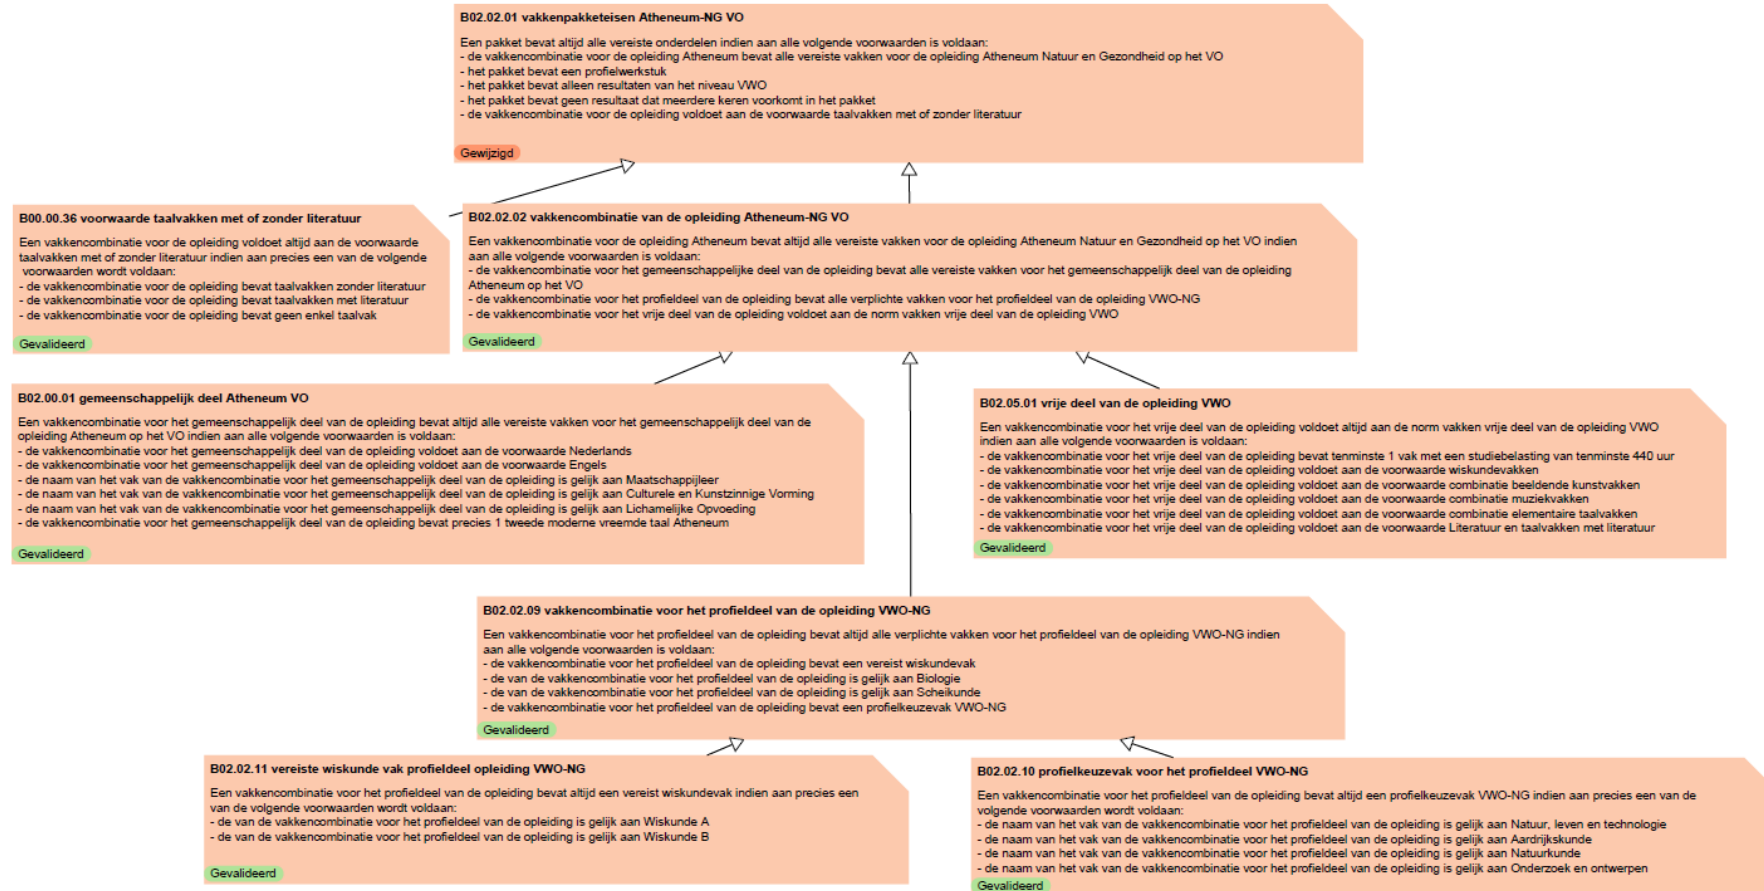 B02.02.01 vakkenpakketeisen Atheneum-NG VO
Een pakket bevat altijd alle vereiste onderdelen indien aan alle volgende voorwaarden is voldaan:
- de vakkencombinatie voor de opleiding Atheneum bevat alle vereiste vakken voor de opleiding Atheneum Natuur en Gezondheid op het VO
- het pakket bevat een profielwerkstuk
- het pakket bevat alleen resultaten van het niveau VWO
- het pakket bevat geen resultaat dat meerdere keren voorkomt in het pakket
- de vakkencombinatie voor de opleiding voldoet aan de voorwaarde taalvakken met of zonder literatuur
Gewijzigd
B00.00.36 voorwaarde taalvakken met of zonder literatuur
Een vakkencombinatie voor de opleiding voldoet altijd aan de voorwaarde
taalvakken met of zonder literatuur indien aan precies een van de volgende
voorwaarden wordt voldaan:
- de vakkencombinatie voor de opleiding bevat taalvakken zonder literatuur
- de vakkencombinatie voor de opleiding bevat taalvakken met literatuur
- de vakkencombinatie voor de opleiding bevat geen enkel taalvak
Gevalideerd
B02.02.02 vakkencombinatie van de opleiding Atheneum-NG VO
Een vakkencombinatie voor de opleiding Atheneum bevat altijd alle vereiste vakken voor de opleiding Atheneum Natuur en Gezondheid op het VO indien
aan alle volgende voorwaarden is voldaan:
- de vakkencombinatie voor het gemeenschappelijke deel van de opleiding bevat alle vereiste vakken voor het gemeenschappelijk deel van de opleiding
Atheneum op het VO
- de vakkencombinatie voor het profieldeel van de opleiding bevat alle verplichte vakken voor het profieldeel van de opleiding VWO-NG
- de vakkencombinatie voor het vrije deel van de opleiding voldoet aan de norm vakken vrije deel van de opleiding VWO
Gevalideerd
B02.00.01 gemeenschappelijk deel Atheneum VO
Een vakkencombinatie voor het gemeenschappelijk deel van de opleiding bevat altijd alle vereiste vakken voor het gemeenschappelijk deel van de
opleiding Atheneum op het VO indien aan alle volgende voorwaarden is voldaan:
- de vakkencombinatie voor het gemeenschappelijk deel van de opleiding voldoet aan de voorwaarde Nederlands
- de vakkencombinatie voor het gemeenschappelijk deel van de opleiding voldoet aan de voorwaarde Engels
- de naam van het vak van de vakkencombinatie voor het gemeenschappelijk deel van de opleiding is gelijk aan Maatschappijleer
- de naam van het vak van de vakkencombinatie voor het gemeenschappelijk deel van de opleiding is gelijk aan Culturele en Kunstzinnige Vorming
- de naam van het vak van de vakkencombinatie voor het gemeenschappelijk deel van de opleiding is gelijk aan Lichamelijke Opvoeding
- de vakkencombinatie voor het gemeenschappelijk deel van de opleiding bevat precies 1 tweede moderne vreemde taal Atheneum
Gevalideerd
B02.05.01 vrije deel van de opleiding VWO
Een vakkencombinatie voor het vrije deel van de opleiding voldoet altijd aan de norm vakken vrije deel van de opleiding VWO
indien aan alle volgende voorwaarden is voldaan:
- de vakkencombinatie voor het vrije deel van de opleiding bevat tenminste 1 vak met een studiebelasting van tenminste 440 uur
- de vakkencombinatie voor het vrije deel van de opleiding voldoet aan de voorwaarde wiskundevakken
- de vakkencombinatie voor het vrije deel van de opleiding voldoet aan de voorwaarde combinatie beeldende kunstvakken
- de vakkencombinatie voor het vrije deel van de opleiding voldoet aan de voorwaarde combinatie muziekvakken
- de vakkencombinatie voor het vrije deel van de opleiding voldoet aan de voorwaarde combinatie elementaire taalvakken
- de vakkencombinatie voor het vrije deel van de opleiding voldoet aan de voorwaarde Literatuur en taalvakken met literatuur
Gevalideerd
B02.02.09 vakkencombinatie voor het profieldeel van de opleiding VWO-NG
Een vakkencombinatie voor het profieldeel van de opleiding bevat altijd alle verplichte vakken voor het profieldeel van de opleiding VWO-NG indien
aan alle volgende voorwaarden is voldaan:
- de vakkencombinatie voor het profieldeel van de opleiding bevat een vereist wiskundevak
- de van de vakkencombinatie voor het profieldeel van de opleiding is gelijk aan Biologie
- de van de vakkencombinatie voor het profieldeel van de opleiding is gelijk aan Scheikunde
- de vakkencombinatie voor het profieldeel van de opleiding bevat een profielkeuzevak VWO-NG
Gevalideerd
B02.02.11 vereiste wiskunde vak profieldeel opleiding VWO-NG
Een vakkencombinatie voor het profieldeel van de opleiding bevat altijd een vereist wiskundevak indien aan precies een
van de volgende voorwaarden wordt voldaan:
- de van de vakkencombinatie voor het profieldeel van de opleiding is gelijk aan Wiskunde A
- de van de vakkencombinatie voor het profieldeel van de opleiding is gelijk aan Wiskunde B
Gevalideerd
B02.02.10 profielkeuzevak voor het profieldeel VWO-NG
Een vakkencombinatie voor het profieldeel van de opleiding bevat altijd een profielkeuzevak VWO-NG indien aan precies een van de
volgende voorwaarden wordt voldaan:
- de naam van het vak van de vakkencombinatie voor het profieldeel van de opleiding is gelijk aan Natuur, leven en technologie
- de naam van het vak van de vakkencombinatie voor het profieldeel van de opleiding is gelijk aan Aardrijkskunde
- de naam van het vak van de vakkencombinatie voor het profieldeel van de opleiding is gelijk aan Natuurkunde
- de naam van het vak van de vakkencombinatie voor het profieldeel van de opleiding is gelijk aan Onderzoek en ontwerpen
Gevalideerd